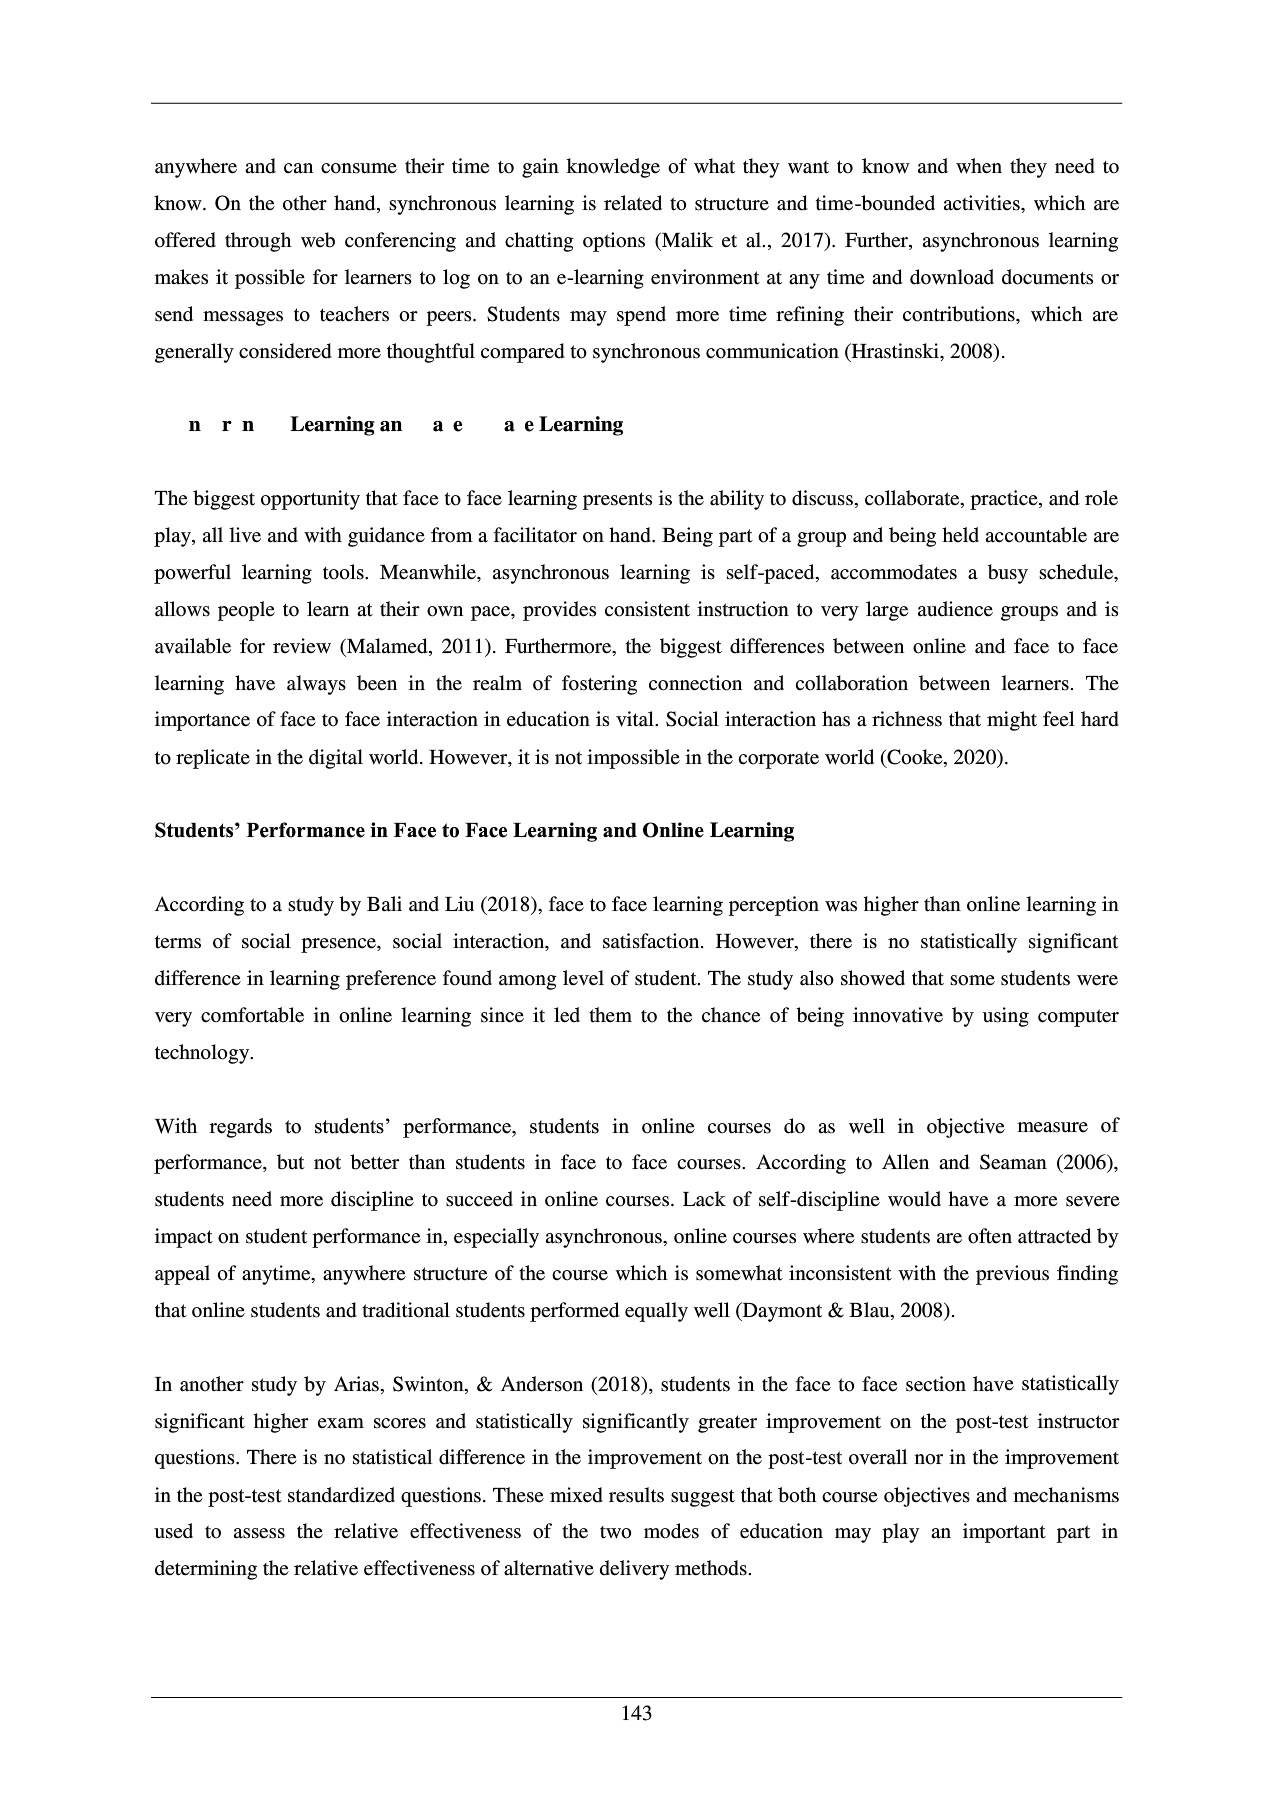 anywhere and can consume their time to gain knowledge of what they want to know and when they need to
know. On the other hand, synchronous learning is related to structure and time-bounded activities, which are
offered through web conferencing and chatting options (Malik et al., 2017). Further, asynchronous learning
makes it possible for learners to log on to an e-learning environment at any time and download documents or
send messages to teachers or peers. Students may spend more time refining their contributions, which are
generally considered more thoughtful compared to synchronous communication (Hrastinski, 2008).
n r n Learning an a e a e Learning
The biggest opportunity that face to face learning presents is the ability to discuss, collaborate, practice, and role
play, all live and with guidance from a facilitator on hand. Being part of a group and being held accountable are
powerful learning tools. Meanwhile, asynchronous learning is self-paced, accommodates a busy schedule,
allows people to learn at their own pace, provides consistent instruction to very large audience groups and is
available for review (Malamed, 2011). Furthermore, the biggest differences between online and face to face
learning have always been in the realm of fostering connection and collaboration between learners. The
importance of face to face interaction in education is vital. Social interaction has a richness that might feel hard
to replicate in the digital world. However, it is not impossible in the corporate world (Cooke, 2020).
Students’ Performance in Face to Face Learning and Online Learning
According to a study by Bali and Liu (2018), face to face learning perception was higher than online learning in
terms of social presence, social interaction, and satisfaction. However, there is no statistically significant
difference in learning preference found among level of student. The study also showed that some students were
very comfortable in online learning since it led them to the chance of being innovative by using computer
technology.
With regards to students’ performance, students in online courses do as well in objective measure of
performance, but not better than students in face to face courses. According to Allen and Seaman (2006),
students need more discipline to succeed in online courses. Lack of self-discipline would have a more severe
impact on student performance in, especially asynchronous, online courses where students are often attracted by
appeal of anytime, anywhere structure of the course which is somewhat inconsistent with the previous finding
that online students and traditional students performed equally well (Daymont & Blau, 2008).
In another study by Arias, Swinton, & Anderson (2018), students in the face to face section have statistically
significant higher exam scores and statistically significantly greater improvement on the post-test instructor
questions. There is no statistical difference in the improvement on the post-test overall nor in the improvement
in the post-test standardized questions. These mixed results suggest that both course objectives and mechanisms
used to assess the relative effectiveness of the two modes of education may play an important part in
determining the relative effectiveness of alternative delivery methods.
143